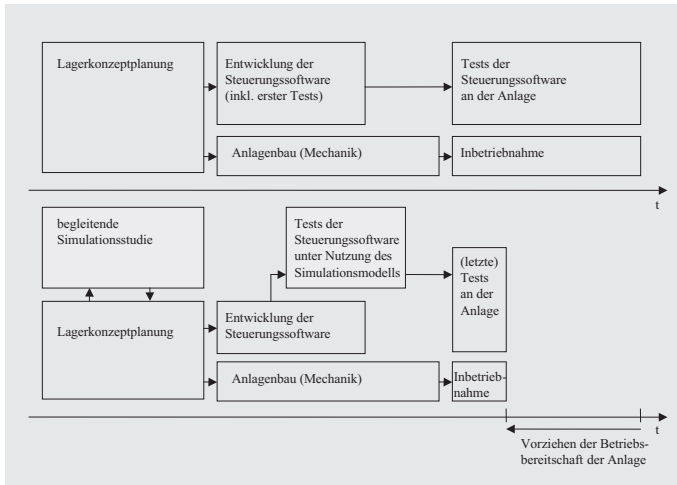 Lagerkonzeptplanung
Entwicklung der
Steuerungssoftware
(inkl. erster Tests)
Tests der
Steuerungssoftware
an der Anlage
Anlagenbau (Mechanik)
Inbetriebnahme
t
begleitende
Simulationsstudie
Tests der
Steuerungssoftware
unter Nutzung des
Simulationsmodells
(letzte)
Tests
an der
Anlage
Lagerkonzeptplanung
Entwicklung der
Steuerungssoftware
Anlagenbau (Mechanik)
Inbetrieb-
nahme
t
Vorziehen der Betriebs-
bereitschaft der Anlage